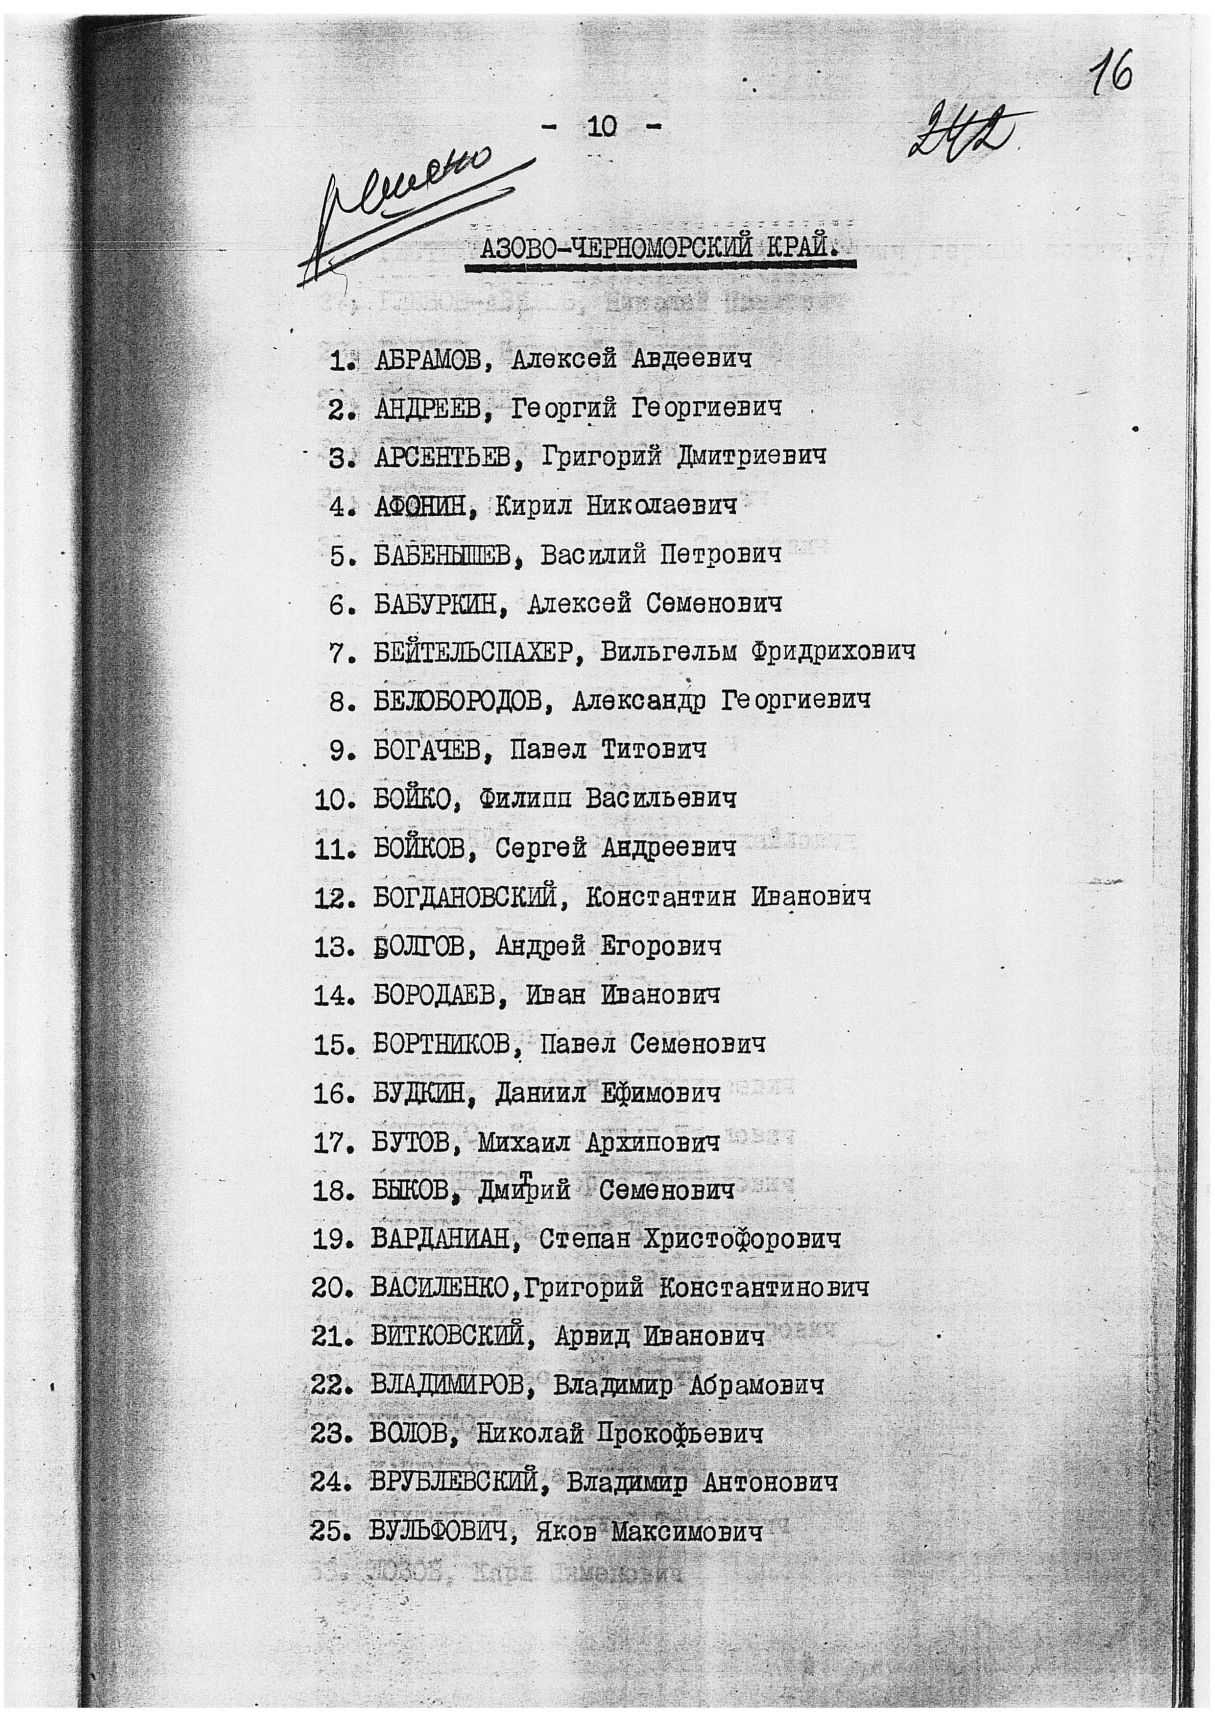 16
- 10 -
242
решено
АЗОВО-ЧЕРНОМОРСКИЙ КРАЙ.
1. АБРАМОВ, Алексей Авдеевич
2. АНДРЕЕВ, Георгий Георгиевич
3. АРСЕНТЬЕВ, Григорий Дмитриевич
4. АФОНИН, Кирил Николаевич
5. БАБЕНЫШЕВ, Василий Петрович
6. БАБУРКИН, Алексей Семенович
7. БЕЙТЕЛЬСПАХЕР, Вильгельм Фридрихович
8. БЕЛОБОРОДОВ, Александр Георгиевич
9. БОГАЧЕВ, Павел Титович
10. БОЙКО, Филипп Васильевич
11. БОЙКОВ, Сергей Андреевич
12. БОГДАНОВСКИЙ, Константин Иванович
13. БОЛГОВ, Андрей Егорович
14. БОРОДАЕВ, Иван Иванович
15. БОРТНИКОВ, Павел Семенович
16. БУДКИН, Даниил Ефимович
17. БУТОВ, Михаил Архипович
18. БЫКОВ, Дмитрий Семенович
19. ВАРДАНИАН, Степан Христофорович
20. ВАСИЛЕНКО,Григорий Константинович
21. ВИТКОВСКИЙ, Арвид Иванович
22. ВЛАДИМИРОВ, Владимир Абрамович
23. ВОЛОВ, Николай Прокофьевич
24. ВРУБЛЕВСКИЙ, Владимир Антонович
25. ВУЛЬФОВИЧ, Яков Максимович